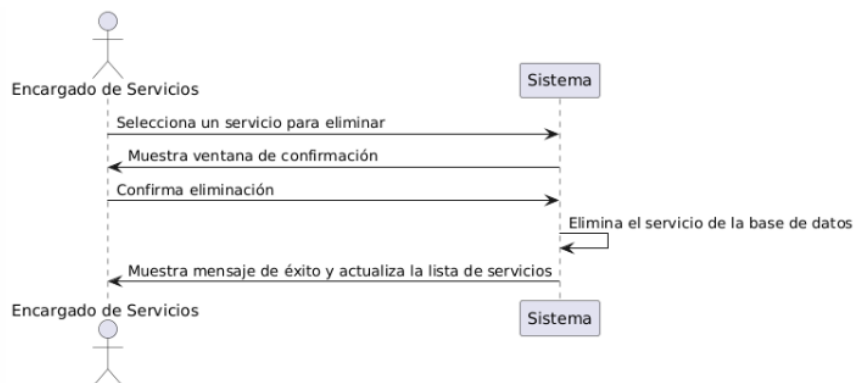 Encargado de Servicios
Sistema
Selecciona un servicio para eliminar
Muestra ventana de confirmación
Confirma eliminación
Elimina el servicio de la base de datos
Muestra mensaje de éxito y actualiza la lista de servicios
Encargado de Servicios
Sistema